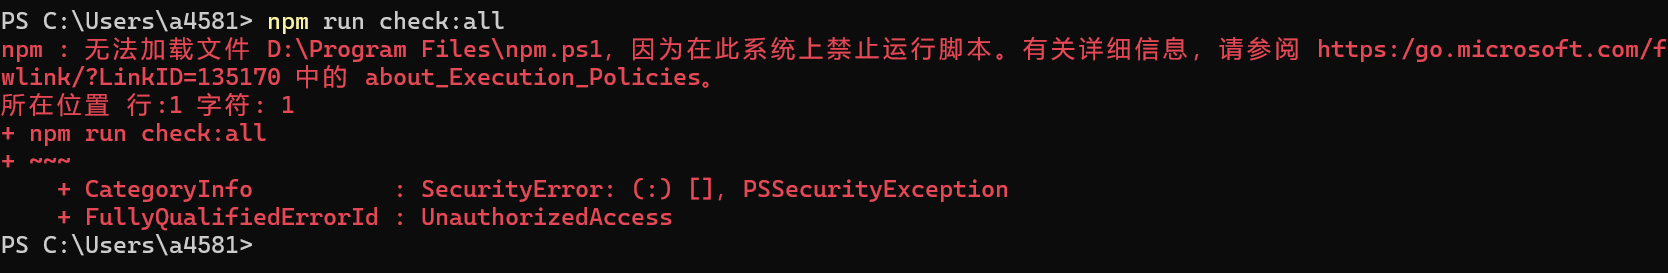 PS C:\Users\a4581> npm run check:all
npm : 无法加载文件 D:\Program Files\npm.ps1，因为在此系统上禁止运行脚本。有关详细信息，请参阅 https:/go.microsoft.com/f
wlink/?LinkID=135170 中的 about_Execution_Policies。
所在位置 行:1 字符: 1
+ npm run check:all
+ ~~~
    + CategoryInfo          : SecurityError: (:) []，PSSecurityException
    + FullyQualifiedErrorId : UnauthorizedAccess
PS C:\Users\a4581>